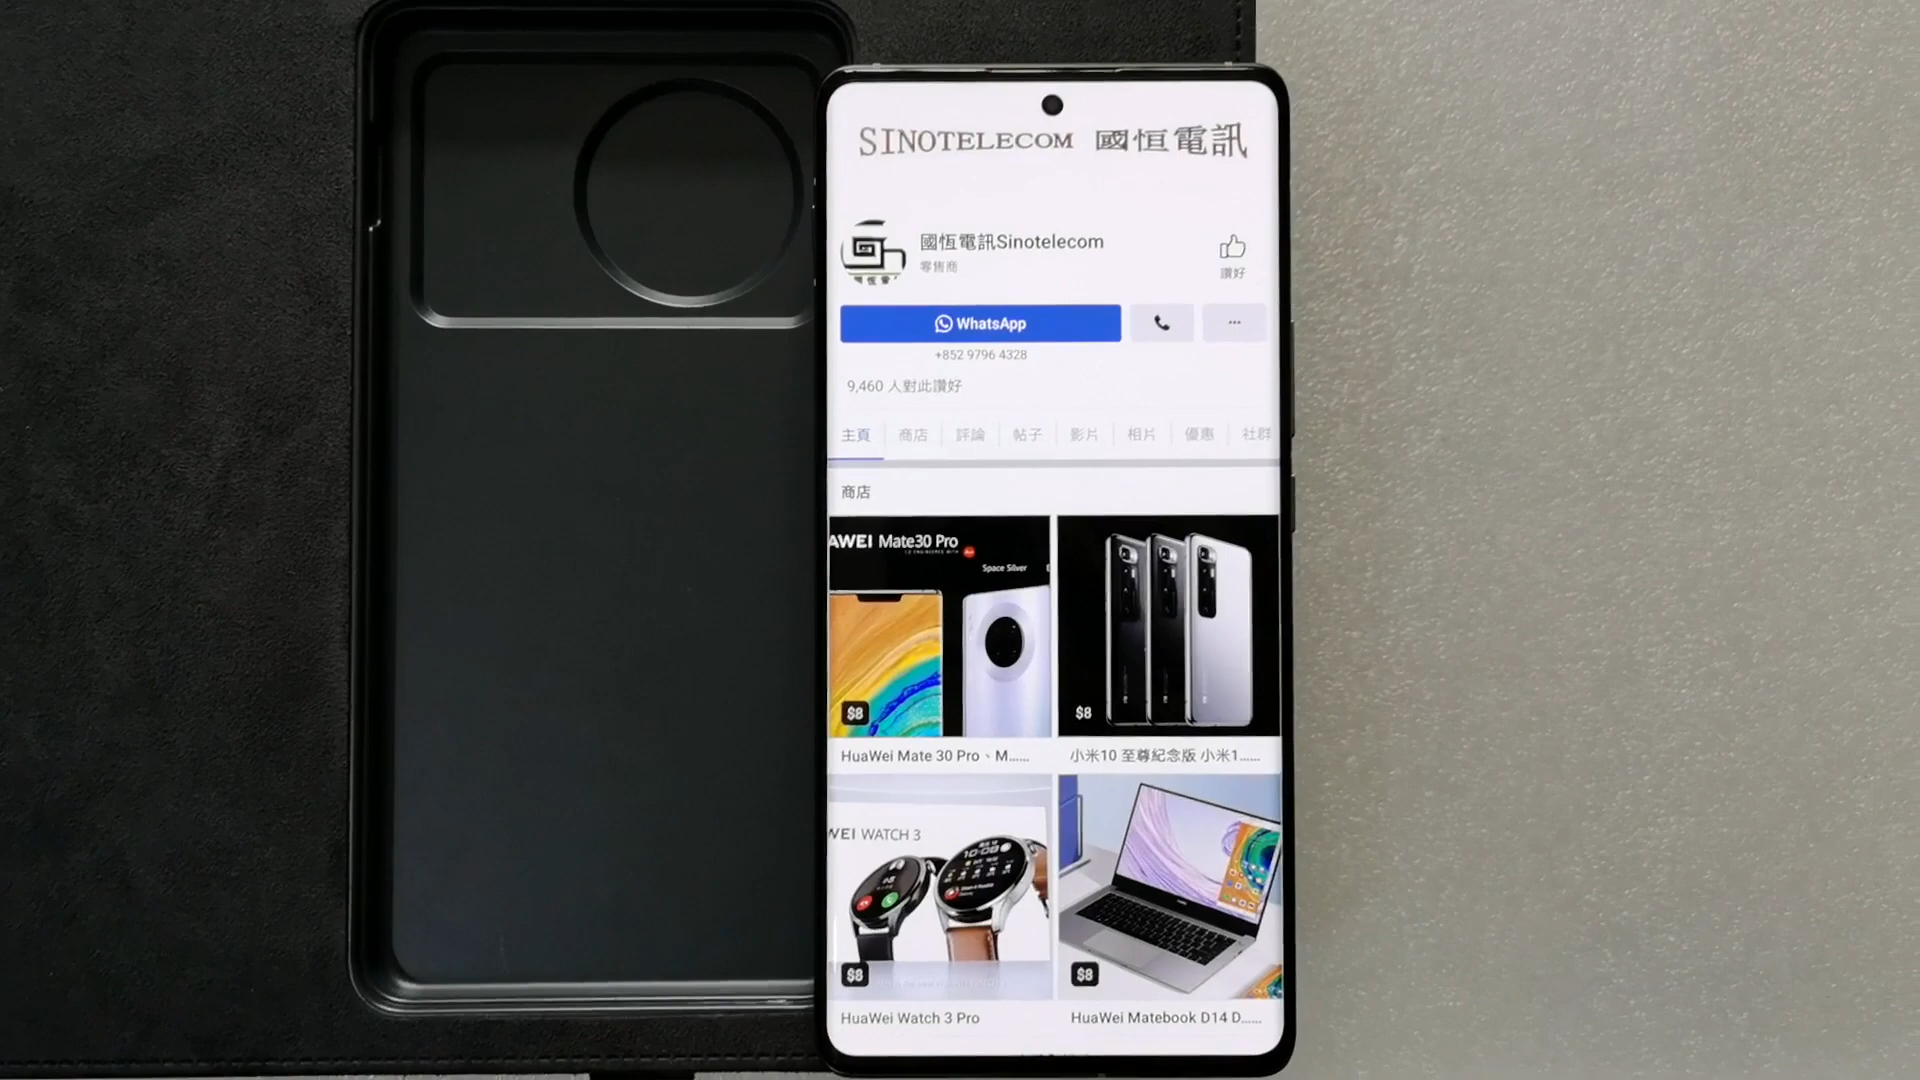 SINOTELECOM 國恒電訊
國恆電訊Sinotelecom
零售商
讚好
WhatsApp
+852 9796 4328
9,460 人對此讚好
主頁 商店 評論 帖子 影片 相片 優惠 社群
商店
AWEI Mate30 Pro
Space Silver
$8
$8
HuaWei Mate 30 Pro、M......
小米10 至尊紀念版 小米1......
WEI WATCH 3
10:08
$8
$8
HuaWei Watch 3 Pro
HuaWei Matebook D14 D......